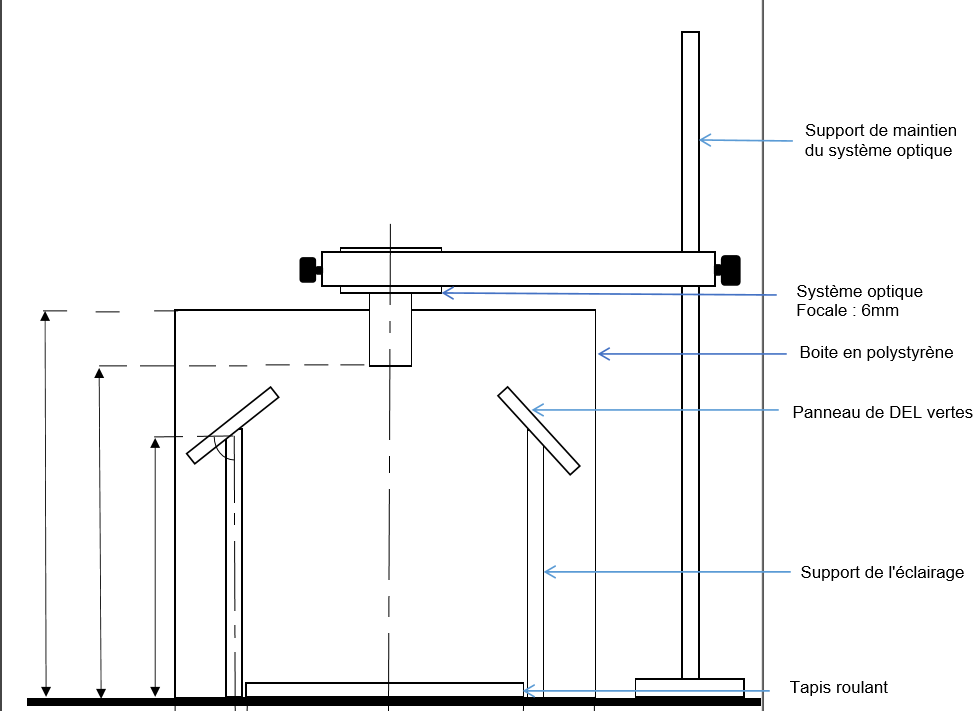 Support de maintien
du système optique
Système optique
Focale : 6mm
Boite en polystyrène
Panneau de DEL vertes
Support de l'éclairage
Tapis roulant